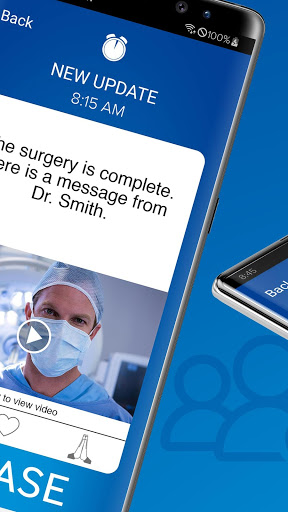 Back
100%
NEW UPDATE
8:15 AM
he surgery is complete.
ere is a message from
Dr. Smith.
to view video
ASE
8:45
Back